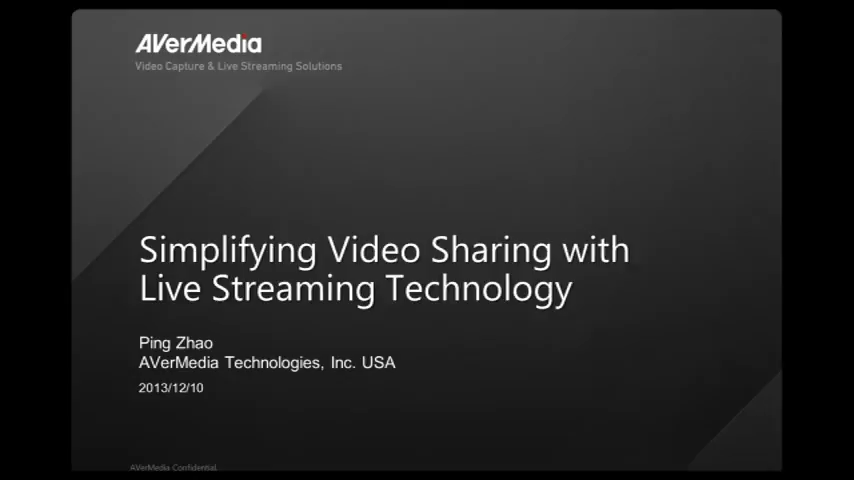 AVerMedia
Video Capture & Live Streaming Solutions
Simplifying Video Sharing with
Live Streaming Technology
Ping Zhao
AVerMedia Technologies, Inc. USA
2013/12/10
AVerMedia Confidential.